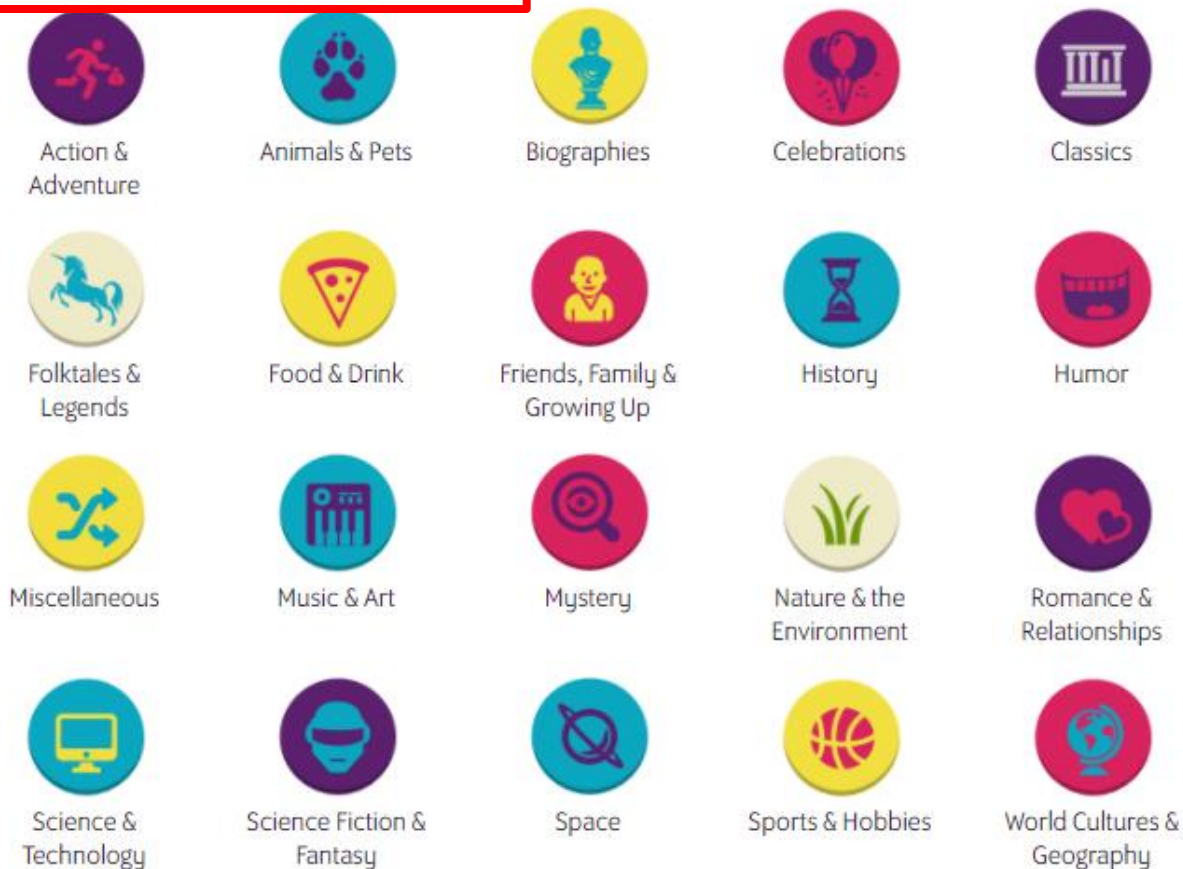 Action &
Adventure
Animals & Pets
Biographies
Celebrations
Classics
Folktales &
Legends
Food & Drink
Friends, Family &
Growing Up
History
Humor
Miscellaneous
Music & Art
Mystery
Nature & the
Environment
Romance &
Relationships
Science &
Technology
Science Fiction &
Fantasy
Space
Sports & Hobbies
World Cultures &
Geography